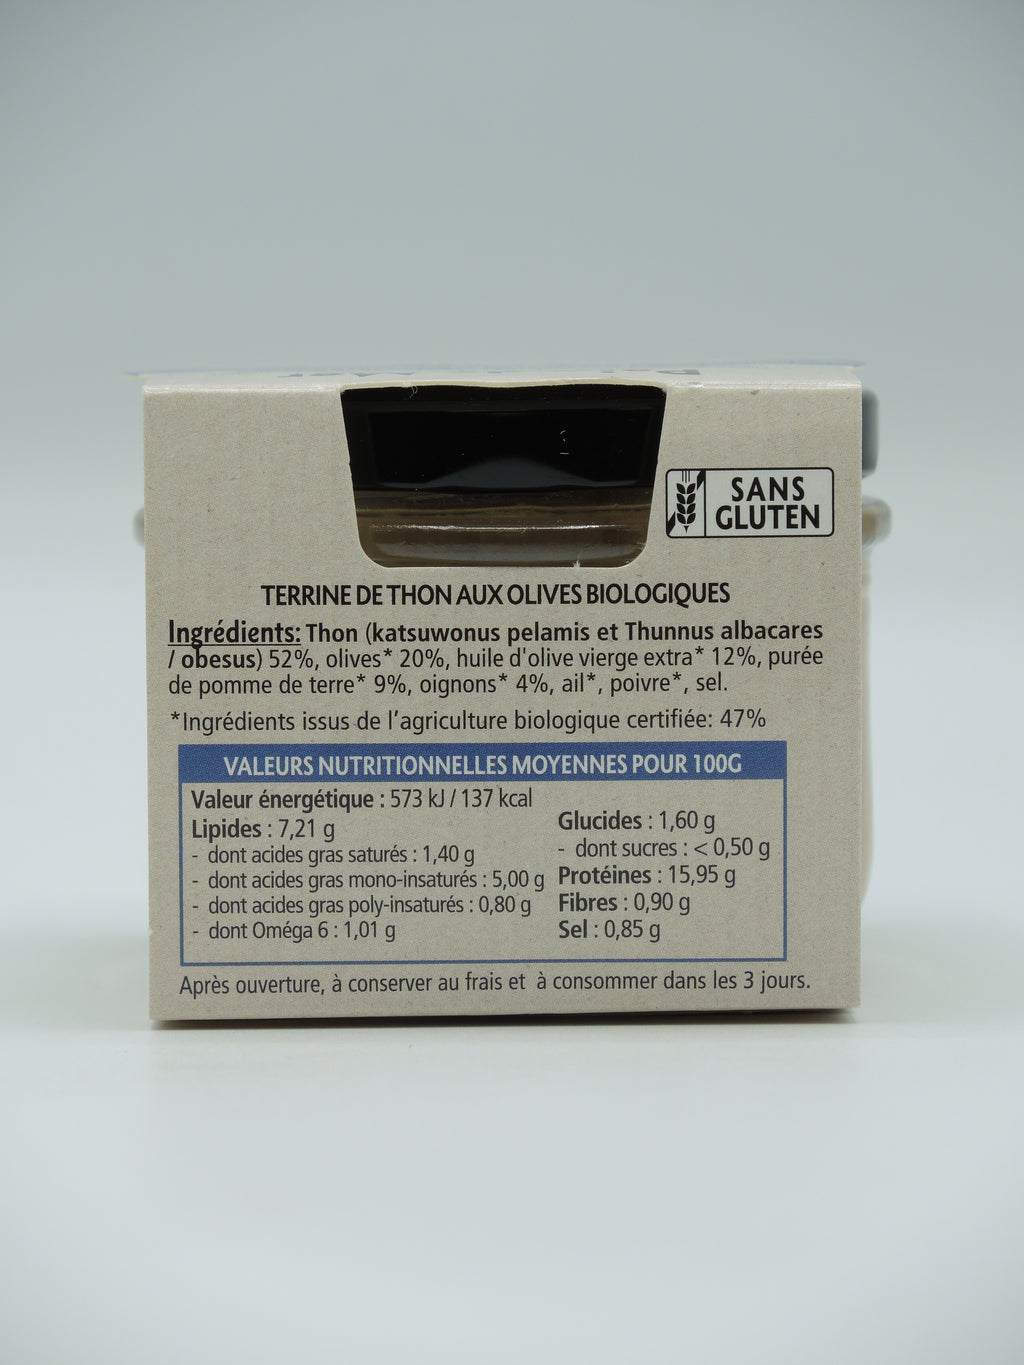 SANS
GLUTEN
TERRINE DE THON AUX OLIVES BIOLOGIQUES
Ingrédients: Thon (katsuwonus pelamis et Thunnus albacares
/ obesus) 52%, olives* 20%, huile d'olive vierge extra* 12%, purée
de pomme de terre* 9%, oignons* 4%, ail*, poivre*, sel.
*Ingrédients issus de l'agriculture biologique certifiée: 47%
VALEURS NUTRITIONNELLES MOYENNES POUR 100G
Valeur énergétique : 573 kJ / 137 kcal
Lipides : 7,21 g
- dont acides gras saturés : 1,40 g
- dont acides gras mono-insaturés : 5,00 g
- dont acides gras poly-insaturés : 0,80 g
- dont Oméga 6 : 1,01 g
Glucides : 1,60 g
- dont sucres : < 0,50 g
Protéines : 15,95 g
Fibres : 0,90 g
Sel : 0,85 g
Après ouverture, à conserver au frais et à consommer dans les 3 jours.